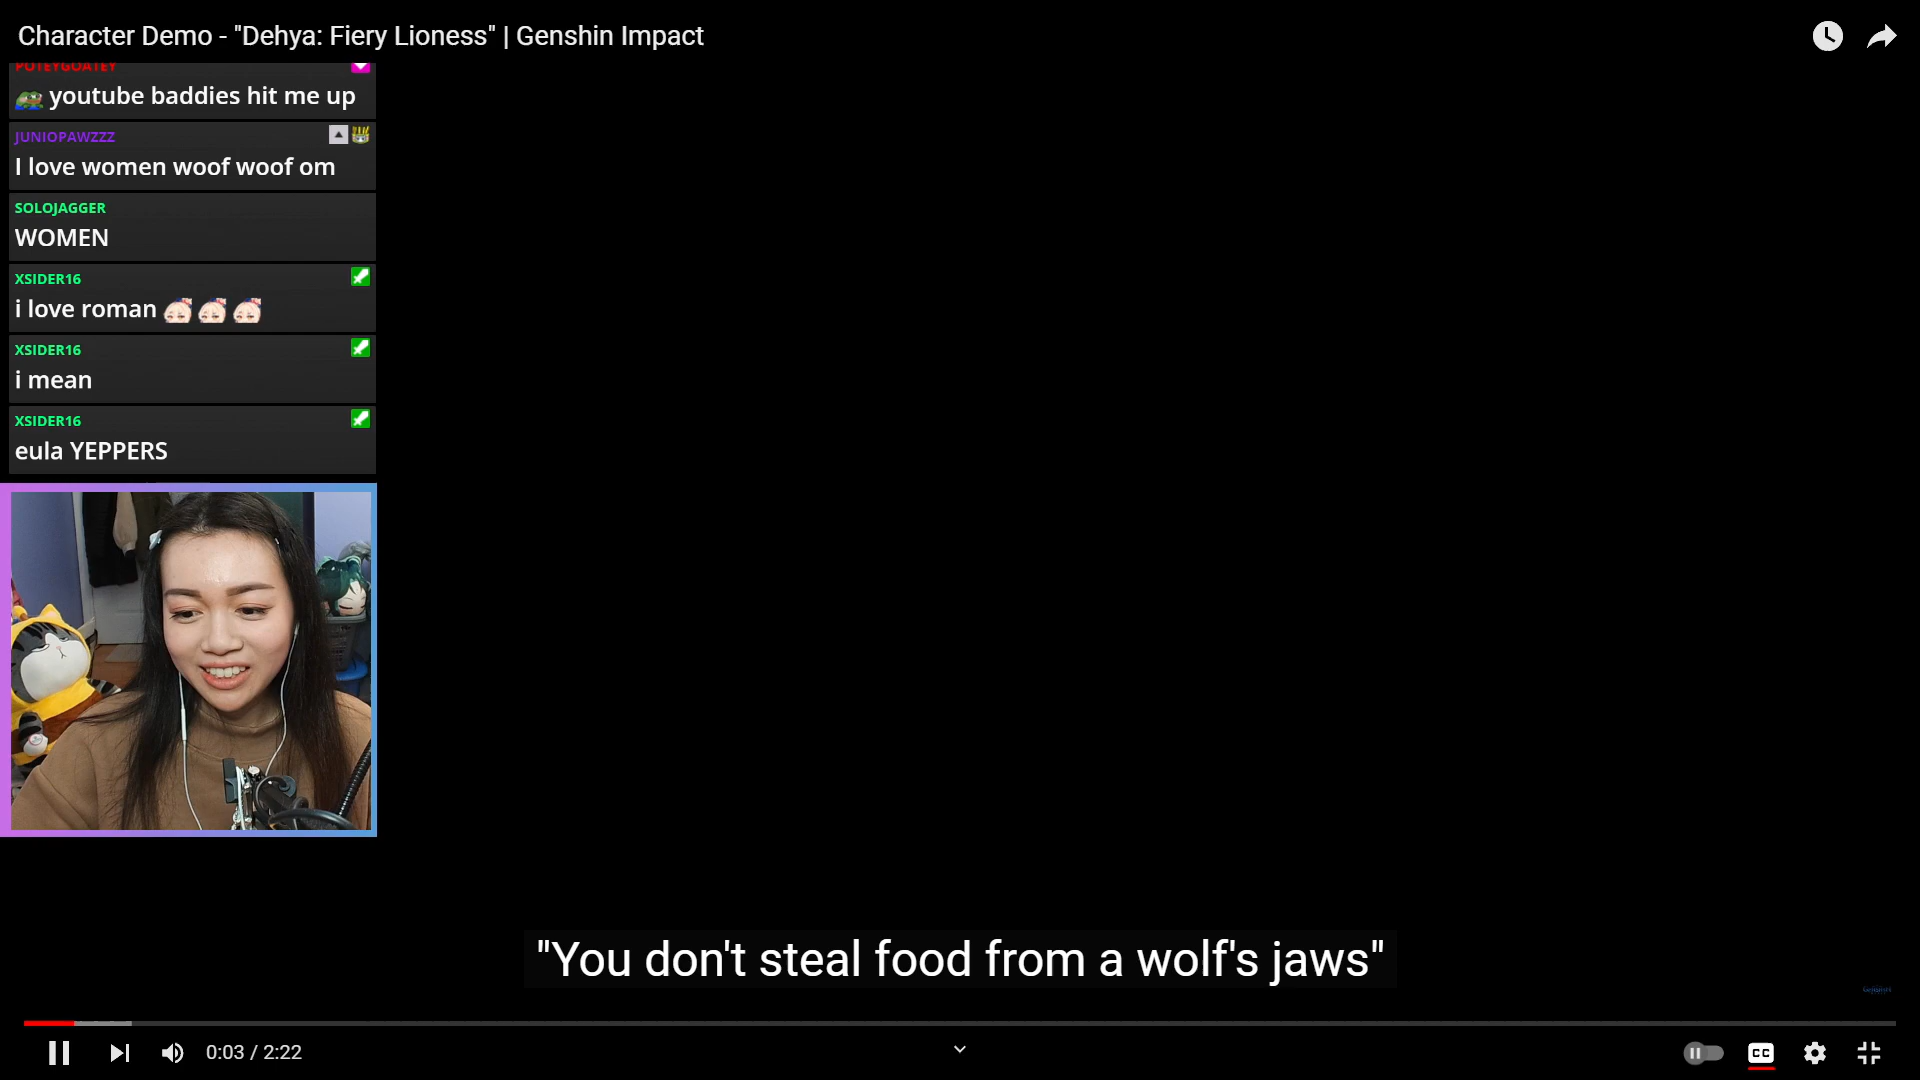 Character Demo - "Dehya: Fiery Lioness" | Genshin Impact
POTEYGOATEY
youtube baddies hit me up
JUNIOPAWZZZ
I love women woof woof om
SOLOJAGGER
WOMEN
XSIDER16
i love roman
XSIDER16
i mean
XSIDER16
eula YEPPERS
"You don't steal food from a wolf's jaws"
0:03 / 2:22
CC